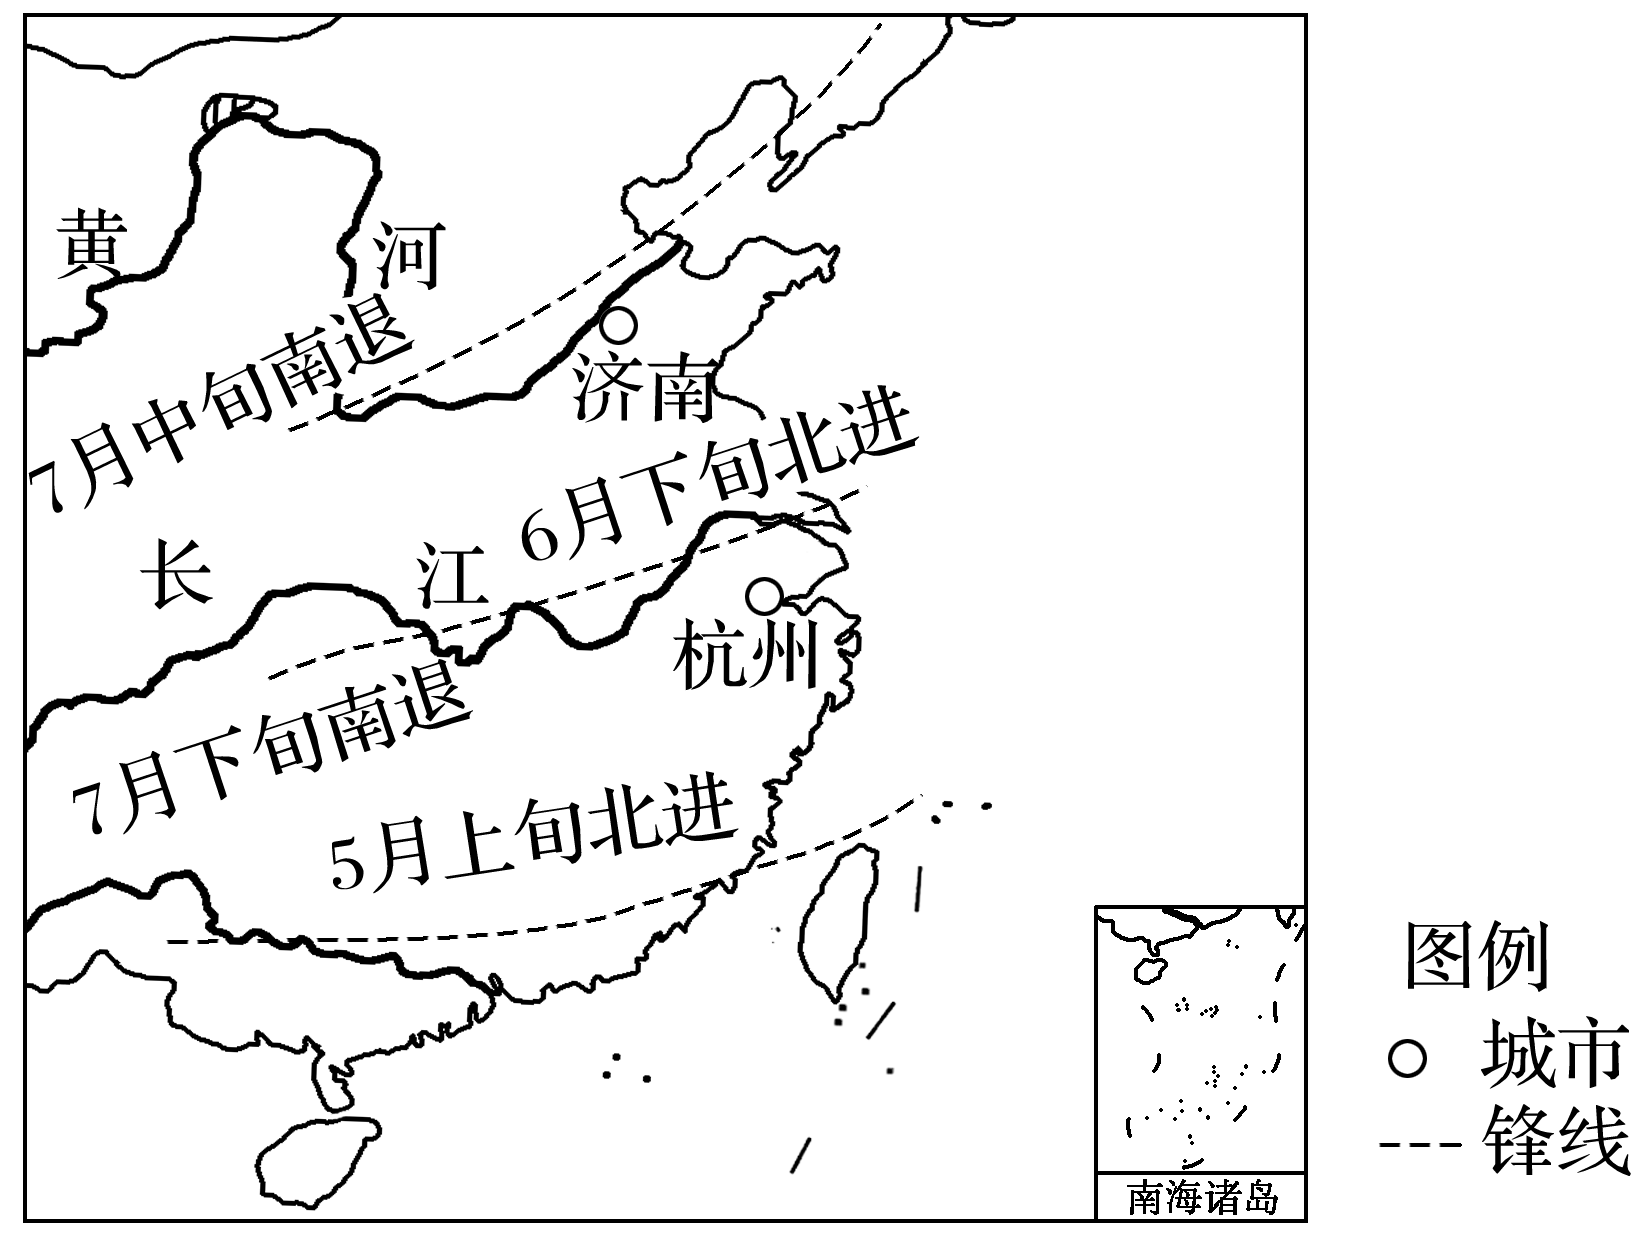 黄
河
7月中旬南退
济南
6月下旬北进
长
江
杭州
7月下旬南退
5月上旬北进
图例
城市
锋线
南海诸岛